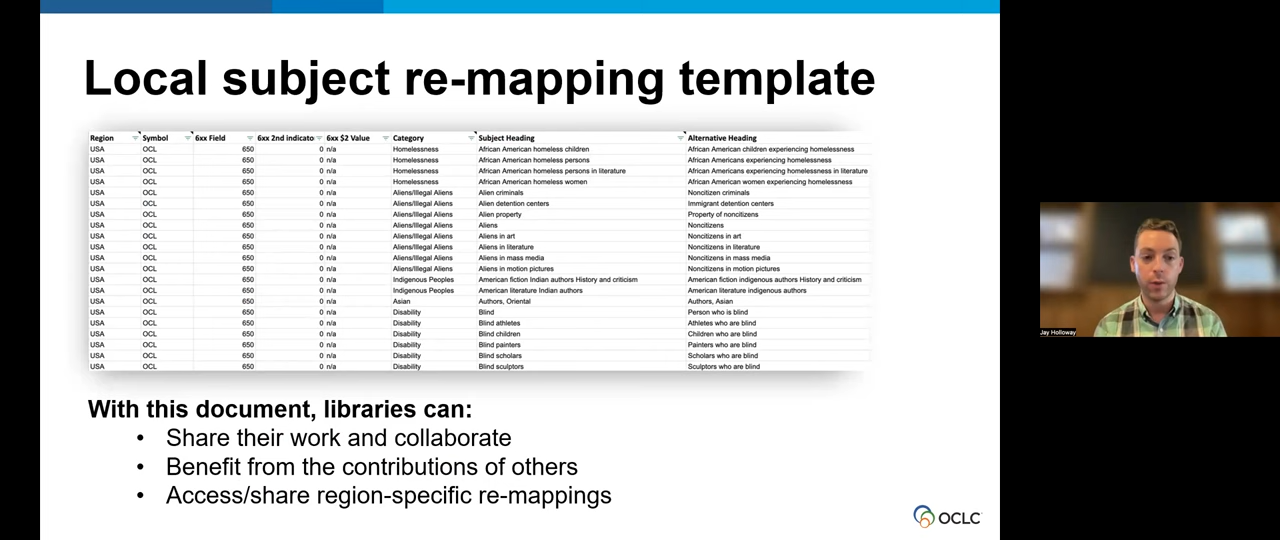 Local subject re-mapping template
Region Symbol 6xx Field 6xx 2nd indicato 6xx $2 Value Category Subject Heading Alternative Heading
USA OCL 650 0 n/a Homelessness African American homeless children African American children experiencing homelessness
USA OCL 650 0 n/a Homelessness African American homeless persons African Americans experiencing homelessness
USA OCL 650 0 n/a Homelessness African American homeless persons in literature African Americans experiencing homelessness in literature
USA OCL 650 0 n/a Homelessness African American homeless women African American women experiencing homelessness
USA OCL 650 0 n/a Aliens/Illegal Aliens Alien criminals Noncitizen criminals
USA OCL 650 0 n/a Aliens/Illegal Aliens Alien detention centers Immigrant detention centers
USA OCL 650 0 n/a Aliens/Illegal Aliens Alien property Property of noncitizens
USA OCL 650 0 n/a Aliens/Illegal Aliens Aliens Noncitizens
USA OCL 650 0 n/a Aliens/Illegal Aliens Aliens in art Noncitizens in art
USA OCL 650 0 n/a Aliens/Illegal Aliens Aliens in literature Noncitizens in literature
USA OCL 650 0 n/a Aliens/Illegal Aliens Aliens in mass media Noncitizens in mass media
USA OCL 650 0 n/a Aliens/Illegal Aliens Aliens in motion pictures Noncitizens in motion pictures
USA OCL 650 0 n/a Indigenous Peoples American fiction Indian authors History and criticism American fiction indigenous authors History and criticism
USA OCL 650 0 n/a Indigenous Peoples American literature Indian authors American literature indigenous authors
USA OCL 650 0 n/a Asian Authors, Oriental Authors, Asian
USA OCL 650 0 n/a Disability Blind Person who is blind
USA OCL 650 0 n/a Disability Blind athletes Athletes who are blind
USA OCL 650 0 n/a Disability Blind children Children who are blind
USA OCL 650 0 n/a Disability Blind painters Painters who are blind
USA OCL 650 0 n/a Disability Blind scholars Scholars who are blind
USA OCL 650 0 n/a Disability Blind sculptors Sculptors who are blind
With this document, libraries can:
• Share their work and collaborate
• Benefit from the contributions of others
• Access/share region-specific re-mappings
OCLC
Jay Holloway